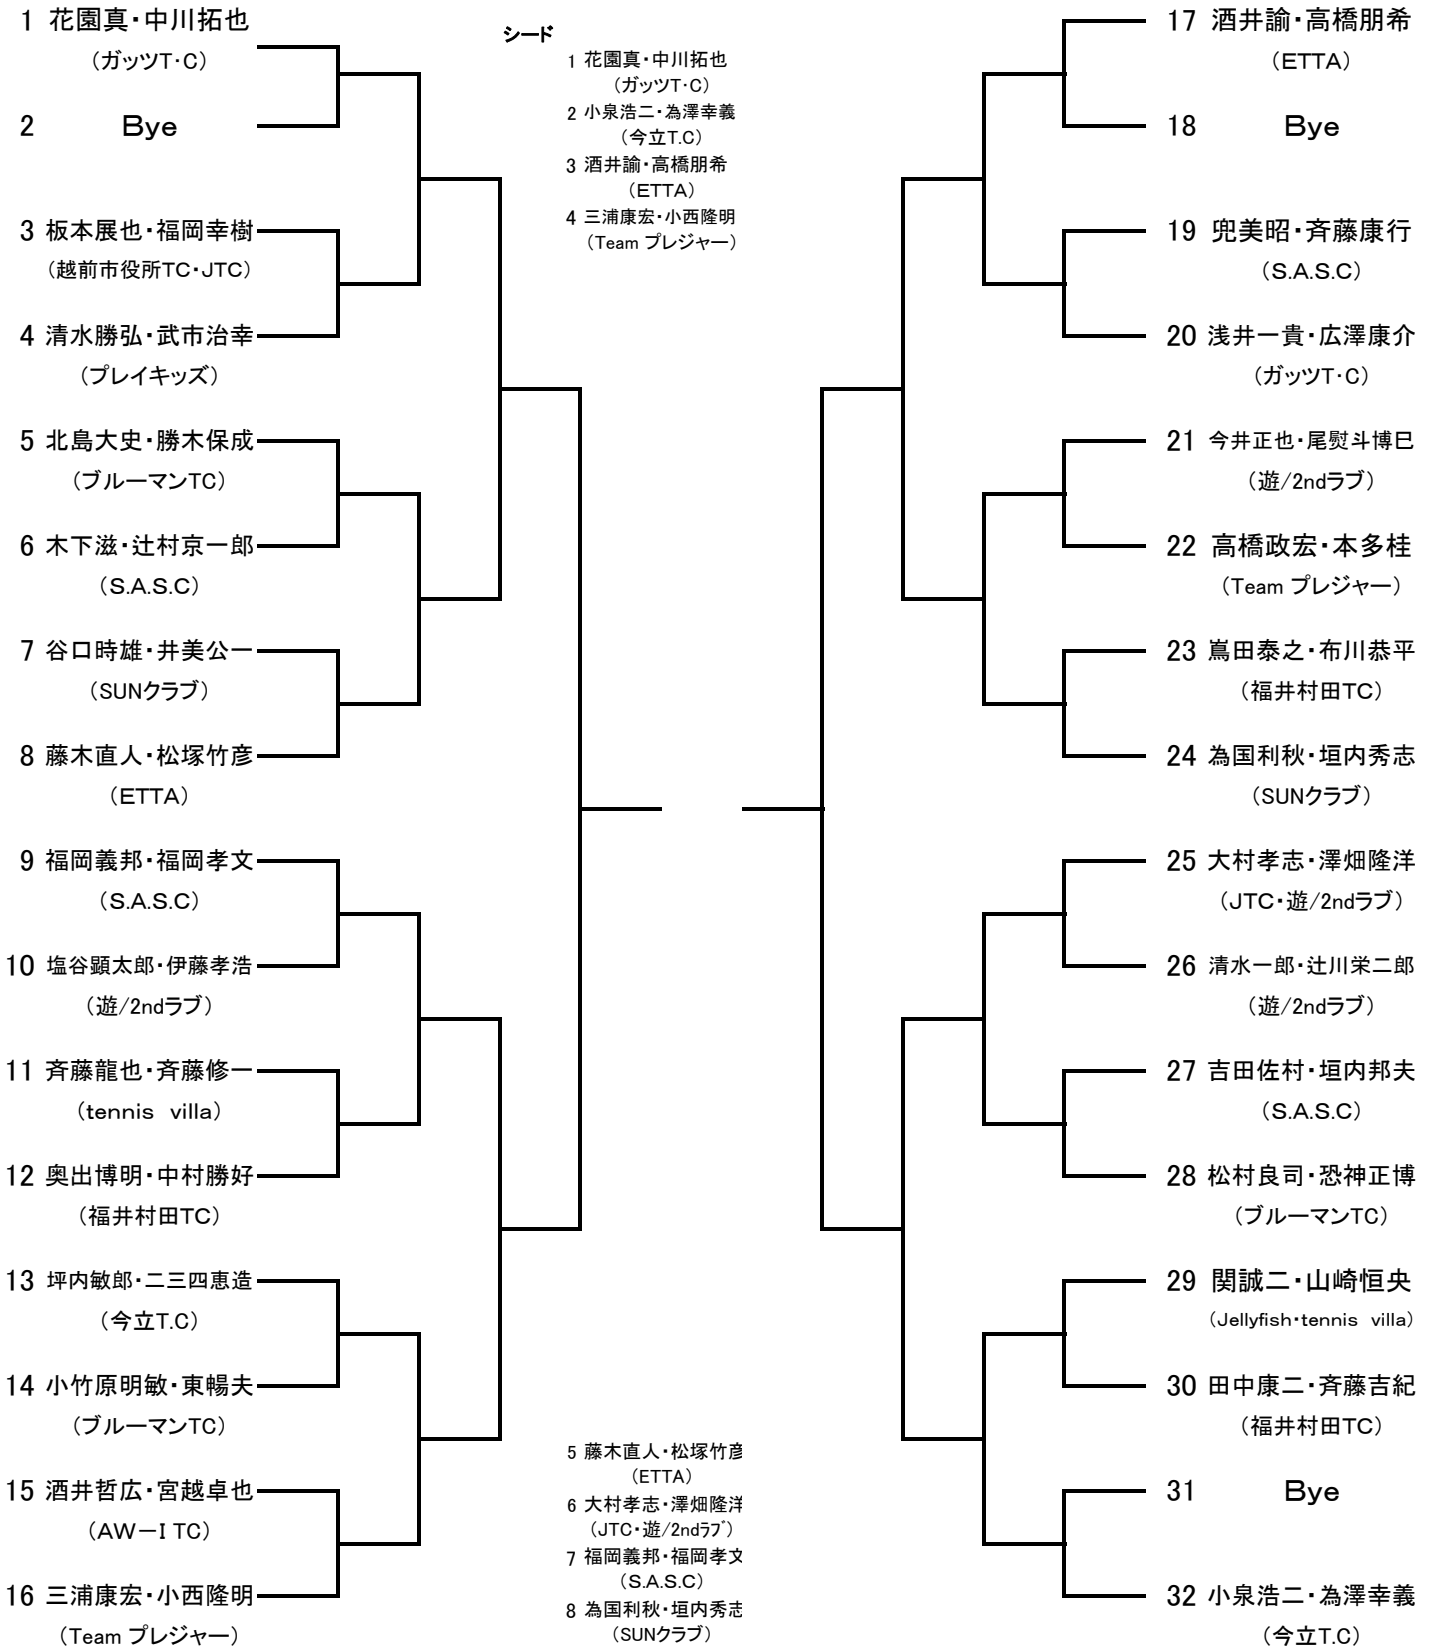 1 花園真・中川拓也
（ガッツT・C）
2 Bye
3 板本展也・福岡幸樹
（越前市役所TC・JTC）
4 清水勝弘・武市治幸
（プレイキッズ）
5 北島大史・勝木保成
（ブルーマンTC）
6 木下滋・辻村京一郎
（S.A.S.C）
7 谷口時雄・井美公一
（SUNクラブ）
8 藤木直人・松塚竹彦
（ETTA）
9 福岡義邦・福岡孝文
（S.A.S.C）
10 塩谷顕太郎・伊藤孝浩
（遊/2ndラブ）
11 斉藤龍也・斉藤修一
（tennis villa）
12 奥出博明・中村勝好
（福井村田TC）
13 坪内敏郎・二三四恵造
（今立T.C）
14 小竹原明敏・東暢夫
（ブルーマンTC）
15 酒井哲広・宮越卓也
（AW－I TC）
16 三浦康宏・小西隆明
（Team プレジャー）
シード
1 花園真・中川拓也
（ガッツT・C）
2 小泉浩二・為澤幸義
（今立T.C）
3 酒井諭・高橋朋希
（ETTA）
4 三浦康宏・小西隆明
（Team プレジャー）
5 藤木直人・松塚竹彦
（ETTA）
6 大村孝志・澤畑隆洋
（JTC・遊/2ndﾗﾌﾞ）
7 福岡義邦・福岡孝文
（S.A.S.C）
8 為国利秋・垣内秀志
（SUNクラブ）
17 酒井諭・高橋朋希
（ETTA）
18 Bye
19 兜美昭・斉藤康行
（S.A.S.C）
20 浅井一貴・広澤康介
（ガッツT・C）
21 今井正也・尾熨斗博巳
（遊/2ndラブ）
22 高橋政宏・本多桂
（Team プレジャー）
23 嶌田泰之・布川恭平
（福井村田TC）
24 為国利秋・垣内秀志
（SUNクラブ）
25 大村孝志・澤畑隆洋
（JTC・遊/2ndラブ）
26 清水一郎・辻川栄二郎
（遊/2ndラブ）
27 吉田佐村・垣内邦夫
（S.A.S.C）
28 松村良司・恐神正博
（ブルーマンTC）
29 関誠二・山崎恒央
（Jellyfish・tennis villa）
30 田中康二・斉藤吉紀
（福井村田TC）
31 Bye
32 小泉浩二・為澤幸義
（今立T.C）